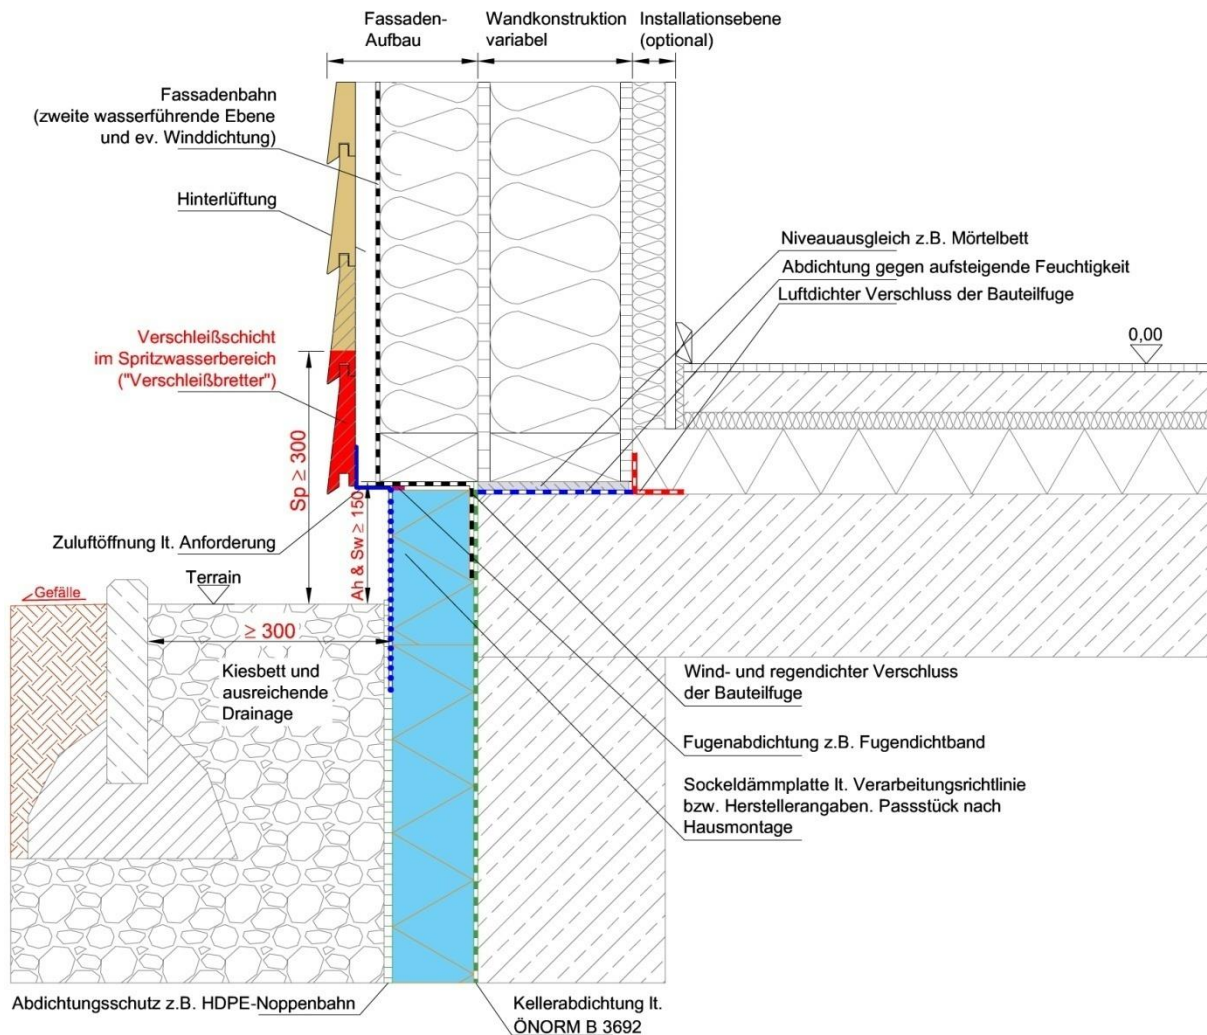 Fassaden-
Aufbau
Wandkonstruktion
variabel
Installationsebene
(optional)
Fassadenbahn
(zweite wasserführende Ebene
und ev. Winddichtung)
Hinterlüftung
Niveauausgleich z.B. Mörtelbett
Abdichtung gegen aufsteigende Feuchtigkeit
Luftdichter Verschluss der Bauteilfuge
0,00
Verschleißschicht
im Spritzwasserbereich
("Verschleißbretter")
Sp ≥ 300
Ah & Sw ≥ 150
Zuluftöffnung lt. Anforderung
Terrain
Gefälle
≥ 300
Kiesbett und
ausreichende
Drainage
Wind- und regendichter Verschluss
der Bauteilfuge
Fugenabdichtung z.B. Fugendichtband
Sockeldämmplatte lt. Verarbeitungsrichtlinie
bzw. Herstellerangaben. Passstück nach
Hausmontage
Abdichtungsschutz z.B. HDPE-Noppenbahn
Kellerabdichtung lt.
ÖNORM B 3692